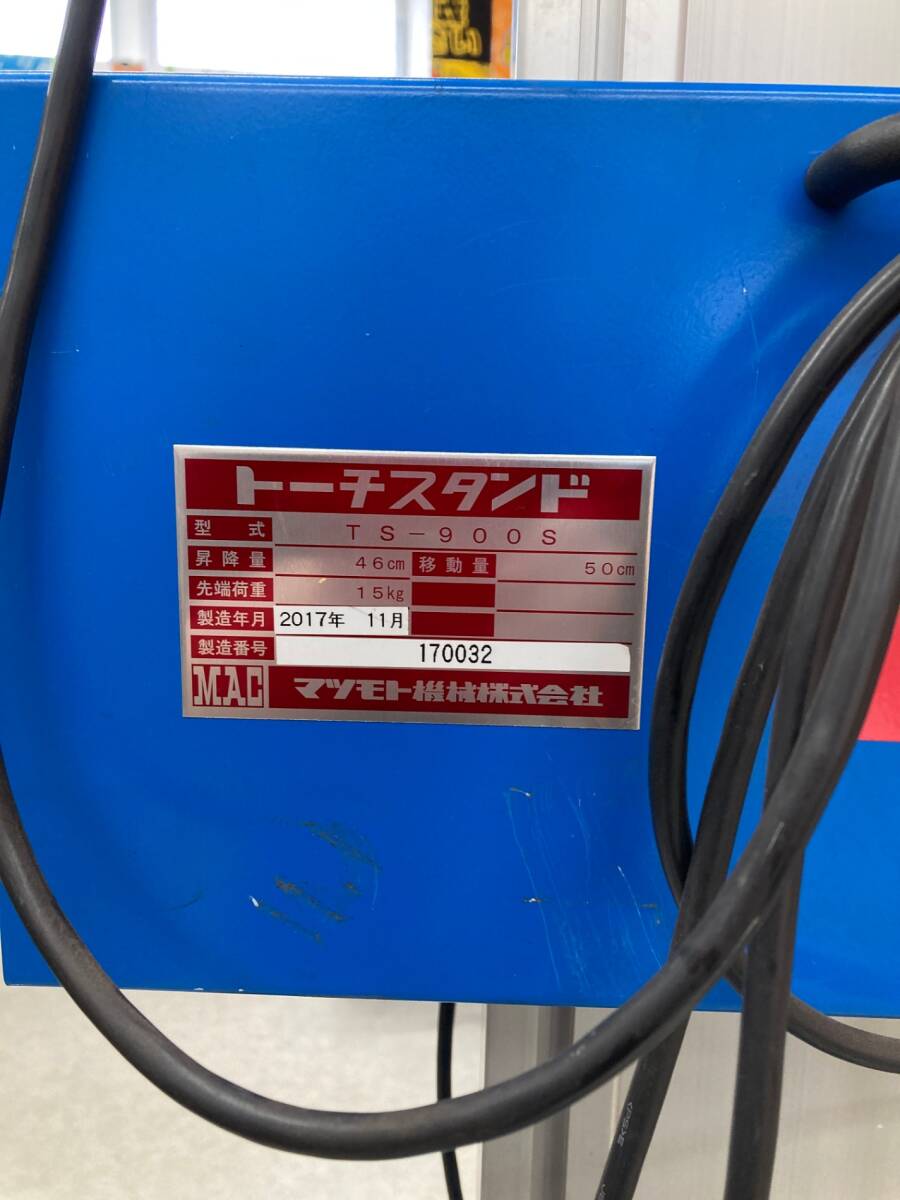 い
トーチスタンド
型式 TS-900S
昇降量 46cm 移動量 50cm
先端荷重 15kg
製造年月 2017年 11月
製造番号 170032
MAC マツモト機械株式会社